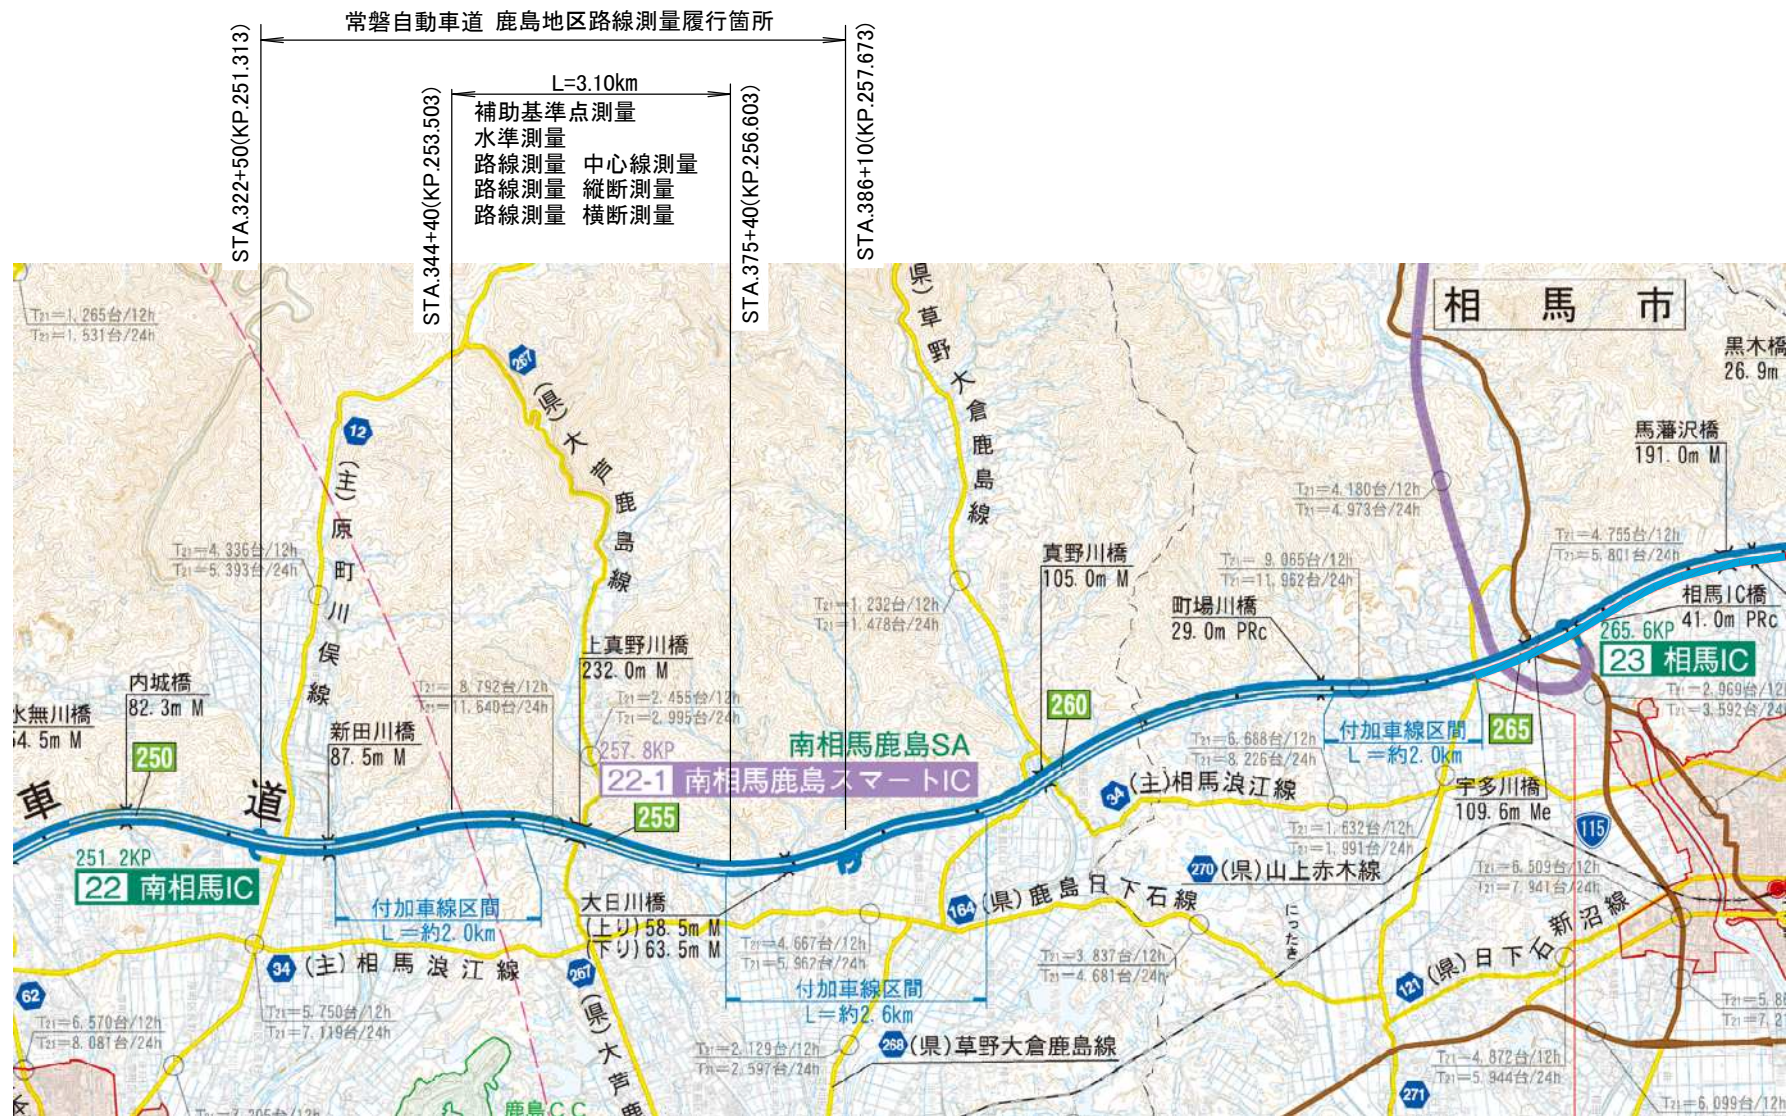 常磐自動車道 鹿島地区路線測量履行箇所
STA.322+50(KP.251.313)
STA.386+10(KP.257.673)
L=3.10km
STA.344+40(KP.253.503)
STA.375+40(KP.256.603)
補助基準点測量
水準測量
路線測量 中心線測量
路線測量 縦断測量
路線測量 横断測量
相馬市
T21=1,265台/12h
T21=1,531台/24h
黒木橋
26.9m
267
(県)大芦鹿島線
(県)草野大倉鹿島線
12
(主)原町川俣線
馬藩沢橋
191.0m M
T21=4,180台/12h
T21=4,973台/24h
T21=4,336台/12h
T21=5,393台/24h
T21=4,755台/12h
T21=5,801台/24h
真野川橋
105.0m M
T21=9,065台/12h
T21=11,962台/24h
T21=1,232台/12h
T21=1,478台/24h
町場川橋
29.0m PRc
相馬IC橋
41.0m PRc
265.6KP
23 相馬IC
上真野川橋
232.0m M
内城橋
82.3m M
水無川橋
54.5m M
T21=8,792台/12h
T21=11,640台/24h
T21=2,455台/12h
T21=2,995台/24h
T21=2,969台/12h
T21=3,592台/24h
新田川橋
87.5m M
250
260
265
付加車線区間
L=約2.0km
257.8KP
南相馬鹿島SA
22-1 南相馬鹿島スマートIC
T21=6,688台/12h
T21=8,226台/24h
34 (主)相馬浪江線
宇多川橋
109.6m Me
車道
255
115
T21=1,632台/12h
T21=1,991台/24h
251.2KP
22 南相馬IC
270 (県)山上赤木線
T21=6,509台/12h
T21=7,941台/24h
付加車線区間
L=約2.0km
大日川橋
(上り)58.5m M
(下り)63.5m M
164 (県)鹿島日下石線
にったき
T21=4,667台/12h
T21=5,962台/24h
T21=3,837台/12h
T21=4,681台/24h
34 (主)相馬浪江線
267
(県)大芦鹿
121 (県)日下石新沼線
62
付加車線区間
L=約2.6km
T21=5,750台/12h
T21=7,119台/24h
T21=6,570台/12h
T21=8,081台/24h
268 (県)草野大倉鹿島線
T21=2,129台/12h
T21=2,597台/24h
T21=4,872台/12h
T21=5,944台/24h
271
T21=6,099台/12h
鹿島CC